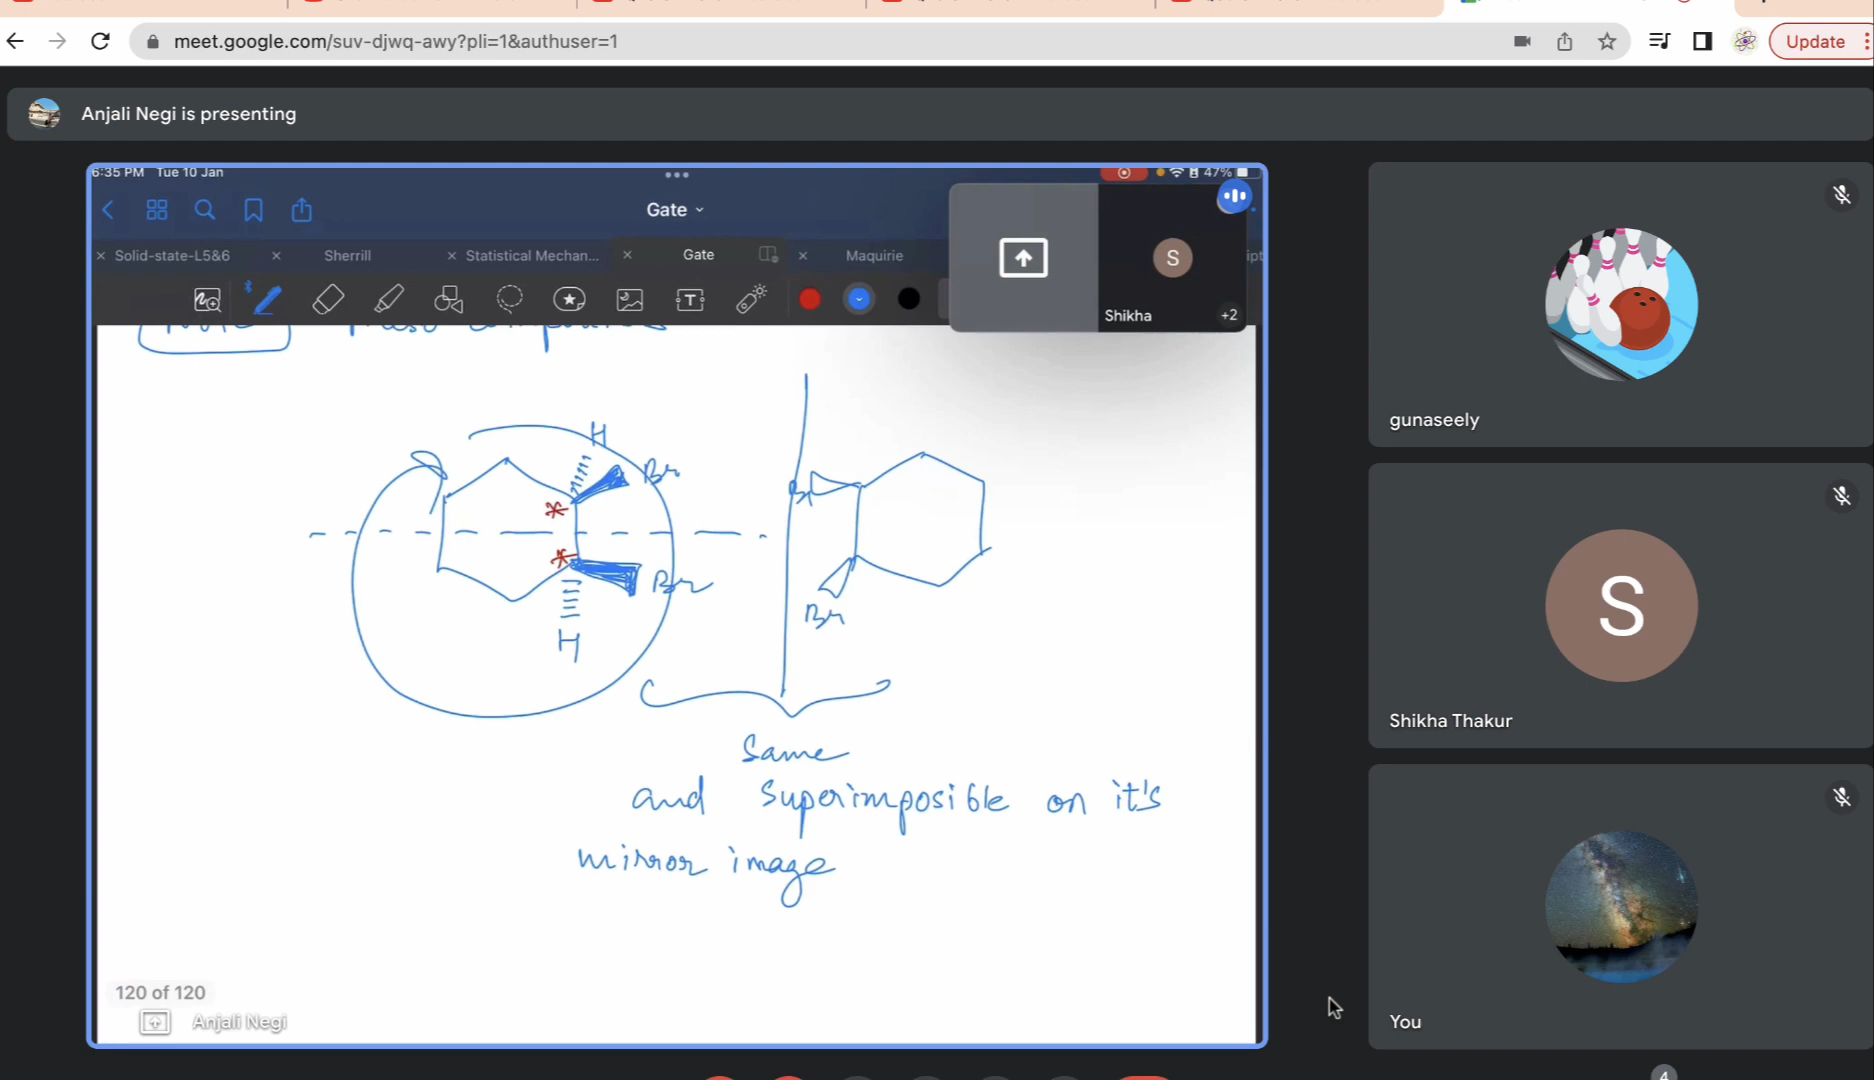 meet.google.com/suv-djwq-awy?pli=1&authuser=1
Update
Anjali Negi is presenting
6:35 PM Tue 10 Jan
47%
Gate
Solid-state-L5&6
Sherrill
Statistical Mechan...
Gate
Maquirie
ipt
S
Shikha
+2
H
Br
*
*
Br
H
Br
Br
Same
and superimposible on it's
mirror image
120 of 120
Anjali Negi
gunaseely
S
Shikha Thakur
You
4